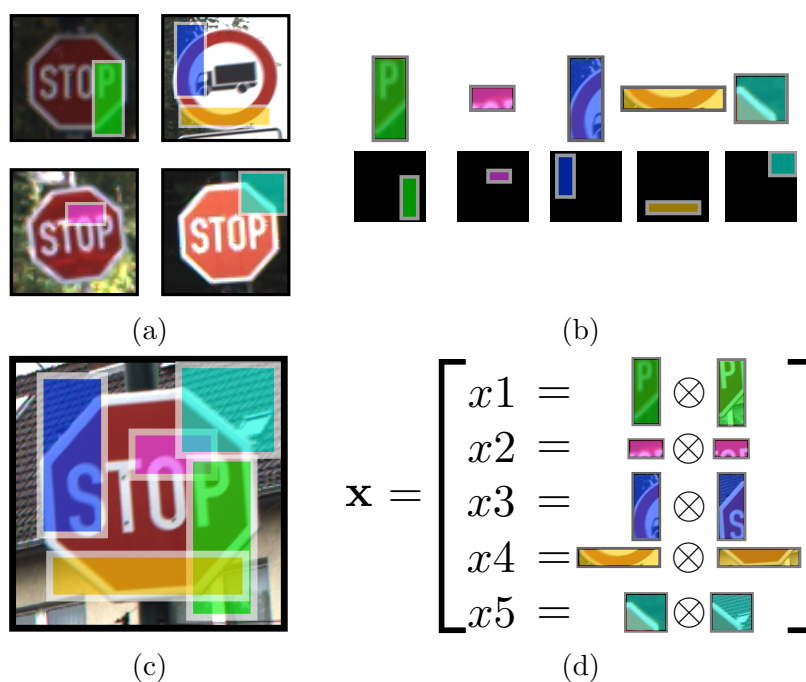 STOP
STOP
STOP
P
(a)
(b)
STOP
x = 
x1 = P ⊗ P
x2 = ⊗
x3 = ⊗ S
x4 = ⊗
x5 = ⊗
(c)
(d)